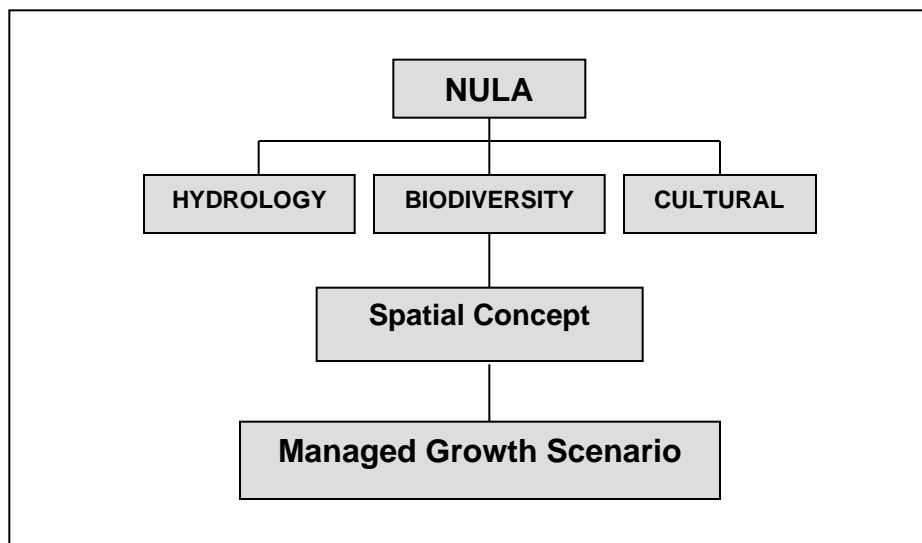 NULA
HYDROLOGY
BIODIVERSITY
CULTURAL
Spatial Concept
Managed Growth Scenario